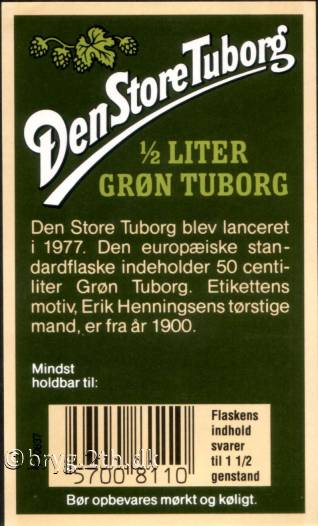 Den Store Tuborg
½ LITER
GRØN TUBORG
Den Store Tuborg blev lanceret
i 1977. Den europæiske stan-
dardflaske indeholder 50 centi-
liter Grøn Tuborg. Etikettens
motiv, Erik Henningsens tørstige
mand, er fra år 1900.
Mindst
holdbar til:
Flaskens
indhold
svarer
til 1 1/2
genstand
© bryg.2th.dk
5700 8110
Bør opbevares mørkt og køligt.